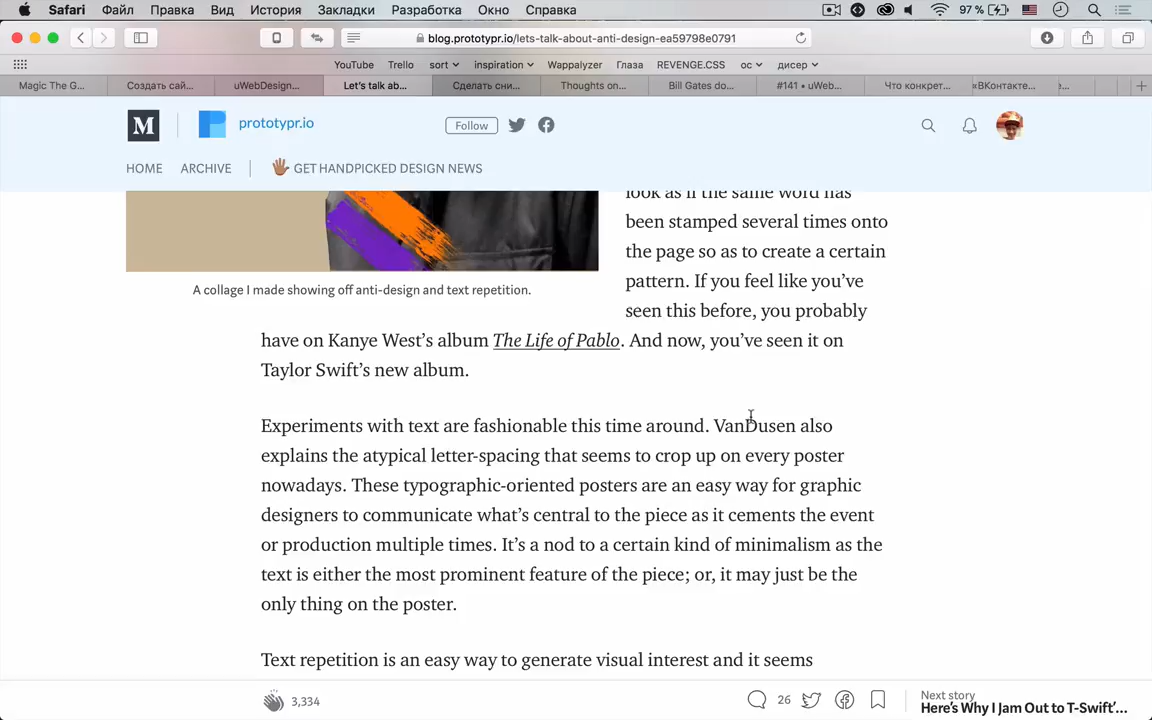 Safari Файл Правка Вид История Закладки Разработка Окно Справка 97 %
blog.prototypr.io/lets-talk-about-anti-design-ea59798e0791
YouTube Trello sort inspiration Wappalyzer Глаза REVENGE.CSS ос дисер
Magic The G... Создать сай... uWebDesign... Let's talk ab... Сделать сни... Thoughts on... Bill Gates do... #141 • uWeb... Что конкрет... «ВКонтакте...
M prototypr.io Follow
HOME ARCHIVE GET HANDPICKED DESIGN NEWS
look as if the same word has
been stamped several times onto
the page so as to create a certain
pattern. If you feel like you've
A collage I made showing off anti-design and text repetition.
seen this before, you probably
have on Kanye West's album The Life of Pablo. And now, you've seen it on
Taylor Swift's new album.
Experiments with text are fashionable this time around. VanDusen also
explains the atypical letter-spacing that seems to crop up on every poster
nowadays. These typographic-oriented posters are an easy way for graphic
designers to communicate what's central to the piece as it cements the event
or production multiple times. It's a nod to a certain kind of minimalism as the
text is either the most prominent feature of the piece; or, it may just be the
only thing on the poster.
Text repetition is an easy way to generate visual interest and it seems
3,334 26
Next story
Here's Why I Jam Out to T-Swift'...